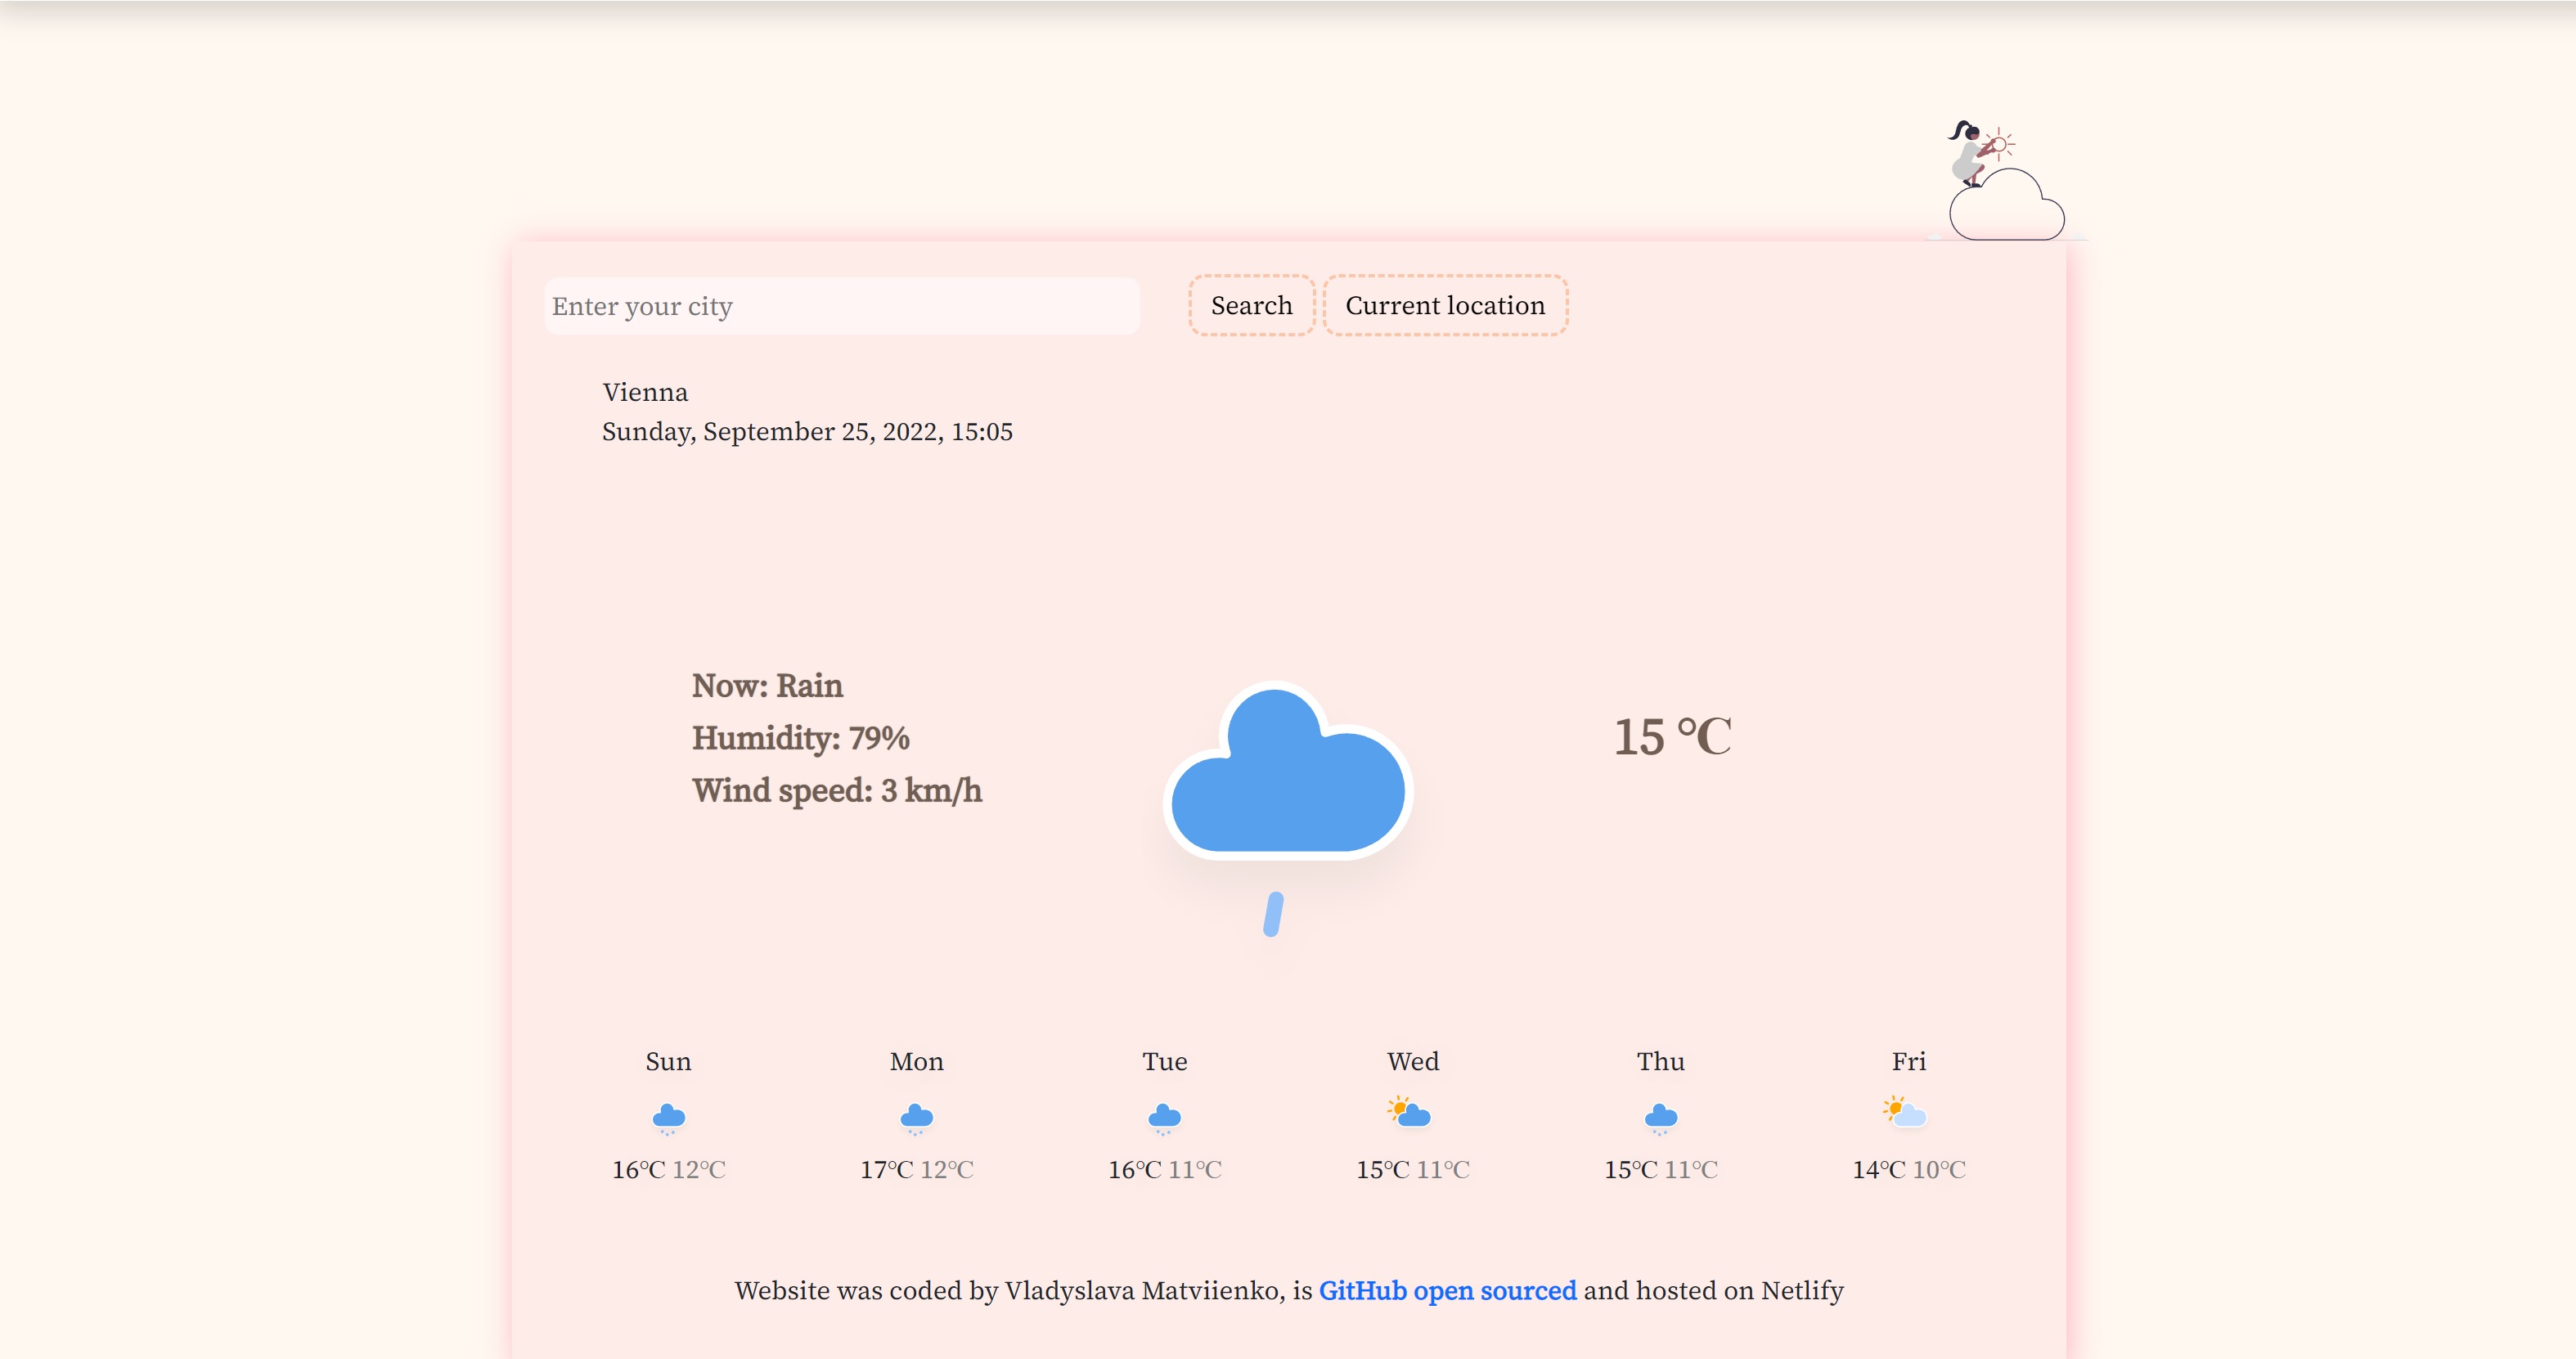 Enter your city
Search
Current location
Vienna
Sunday, September 25, 2022, 15:05
Now: Rain
Humidity: 79%
Wind speed: 3 km/h
15 °C
Sun Mon Tue Wed Thu Fri
16°C 12°C 17°C 12°C 16°C 11°C 15°C 11°C 15°C 11°C 14°C 10°C
Website was coded by Vladyslava Matviienko, is GitHub open sourced and hosted on Netlify